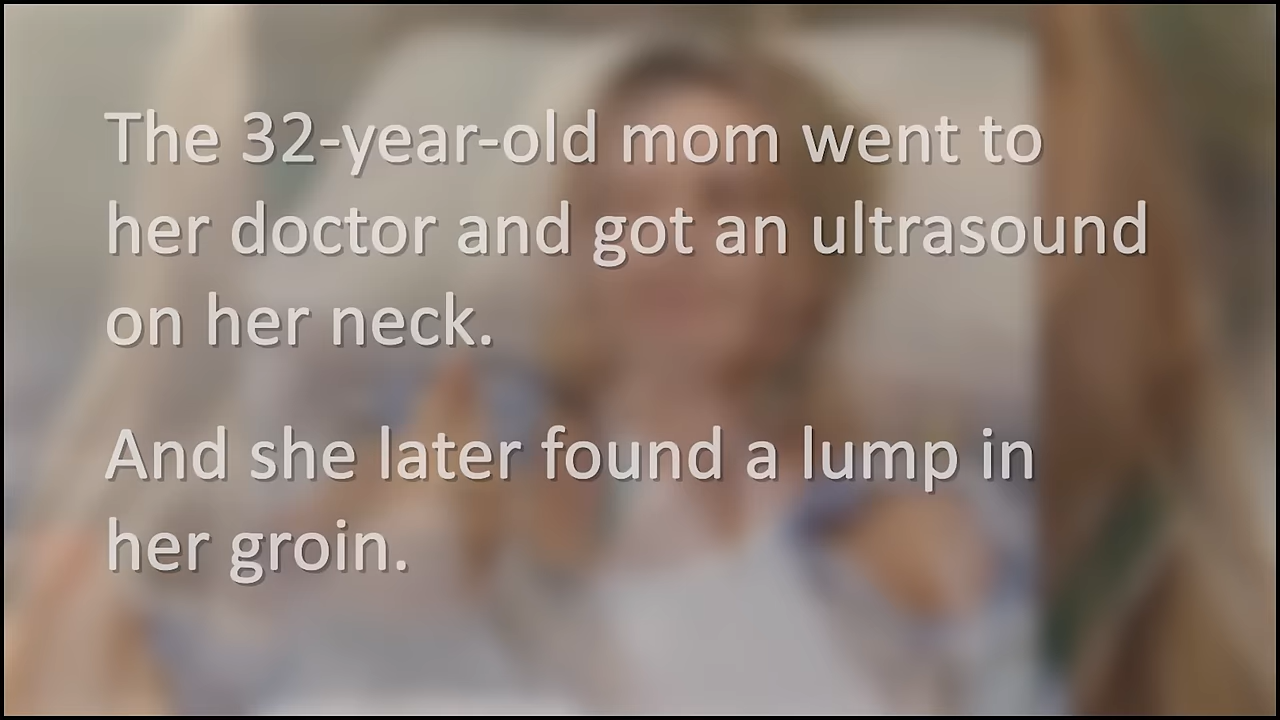 The 32-year-old mom went to
her doctor and got an ultrasound
on her neck.
And she later found a lump in
her groin.